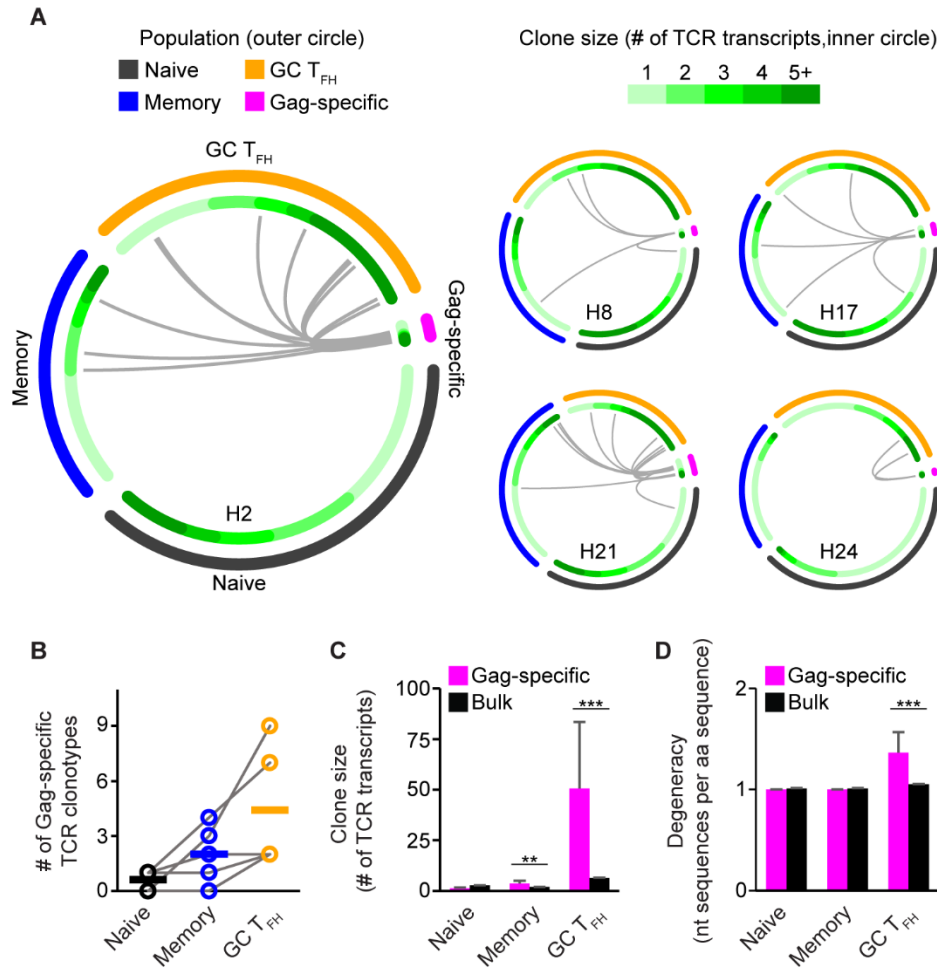 A
Population (outer circle)
Naive
GC TFH
Memory
Gag-specific
Clone size (# of TCR transcripts,inner circle)
1 2 3 4 5+
GC TFH
Memory
Gag-specific
H2
Naive
H8
H17
H21
H24
B
# of Gag-specific
TCR clonotypes
9
6
3
0
Naive
Memory
GC TFH
C
Gag-specific
Bulk
Clone size
(# of TCR transcripts)
100
75
50
25
0
**
***
Naive
Memory
GC TFH
D
Gag-specific
Bulk
Degeneracy
(nt sequences per aa sequence)
2
1
0
***
Naive
Memory
GC TFH